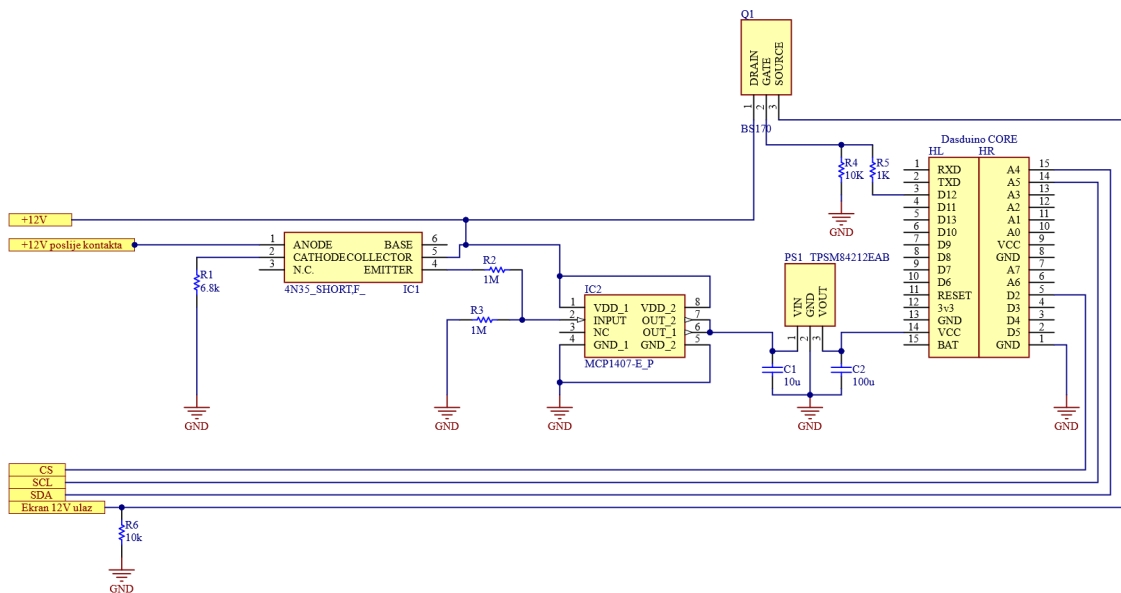 Q1
DRAIN
GATE
SOURCE
1
2
3
BS170
+12V
+12V poslije kontakta
1 ANODE BASE 6
2 CATHODE COLLECTOR 5
3 N.C. EMITTER 4
4N35_SHORT,F_ IC1
R1
6.8k
GND
R2
1M
R3
1M
GND
IC2
1 VDD_1 VDD_2 8
2 INPUT OUT_2 7
3 NC OUT_1 6
4 GND_1 GND_2 5
MCP1407-E_P
GND
PS1 TPSM84212EAB
VIN
GND
VOUT
1
2
3
C1
10u
C2
100u
GND
R4
10K
R5
1K
GND
Dasduino CORE
HL HR
1 RXD A4 15
2 TXD A5 14
3 D12 A3 13
4 D11 A2 12
5 D13 A1 11
6 D10 A0 10
7 D9 VCC 9
8 D8 GND 8
9 D7 A7 7
10 D6 A6 6
11 RESET D2 5
12 3v3 D3 4
13 GND D4 3
14 VCC D5 2
15 BAT GND 1
GND
CS
SCL
SDA
Ekran 12V ulaz
R6
10k
GND